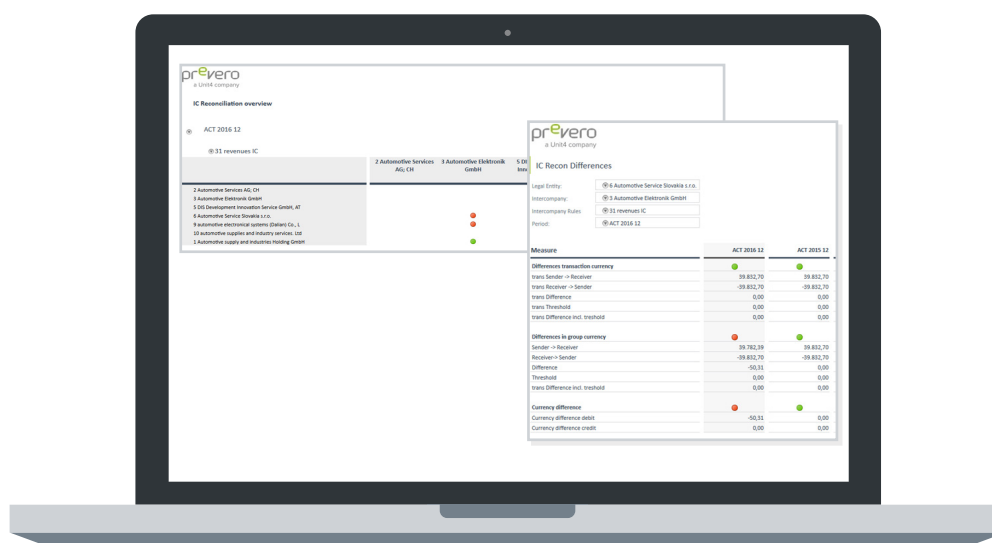 prevero
a Unit4 company
IC Reconciliation overview
ACT 2016 12
31 revenues IC
2 Automotive Services AG; CH
3 Automotive Elektronik GmbH
5
2 Automotive Services AG; CH
3 Automotive Elektronik GmbH
5 DIS Development Innovation Service GmbH, AT
6 Automotive Service Slovakia s.r.o.
9 automotive electronical systems (Dalian) Co., L
10 automotive supplies and industry services. Ltd
1 Automotive supply and Industries Holding GmbH
prevero
a Unit4 company
IC Recon Differences
Legal Entity: 6 Automotive Service Slovakia s.r.o.
Intercompany: 3 Automotive Elektronik GmbH
Intercompany Rules 31 revenues IC
Period: ACT 2016 12
Measure ACT 2016 12 ACT 2015 12
Differences transaction currency
trans Sender -> Receiver 39.832,70 39.832,70
trans Receiver -> Sender -39.832,70 -39.832,70
trans Difference 0,00 0,00
trans Threshold 0,00 0,00
trans Difference incl. treshold 0,00 0,00
Differences in group currency
Sender -> Receiver 39.782,39 39.832,70
Receiver-> Sender -39.832,70 -39.832,70
Difference -50,31 0,00
Threshold 0,00 0,00
trans Difference incl. treshold 0,00 0,00
Currency difference
Currency difference debit -50,31 0,00
Currency difference credit 0,00 0,00